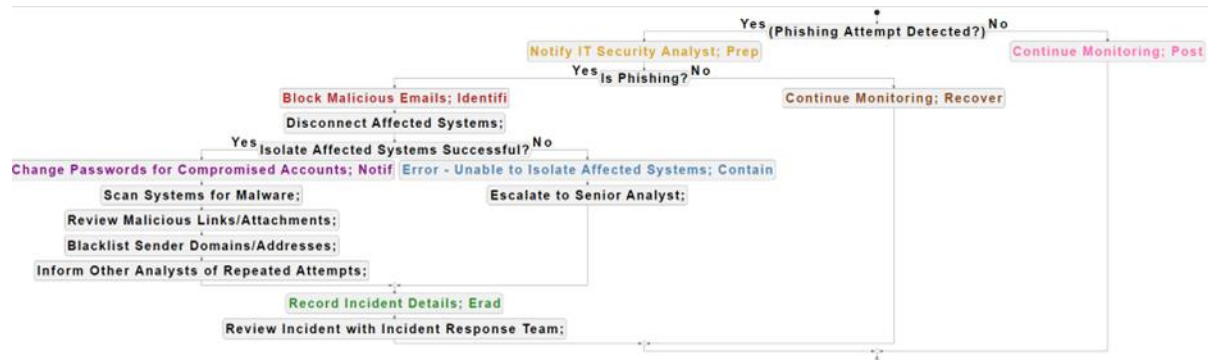 Yes (Phishing Attempt Detected?) No
Notify IT Security Analyst; Prep
Continue Monitoring; Post
Yes Is Phishing? No
Block Malicious Emails; Identifi
Continue Monitoring; Recover
Disconnect Affected Systems;
Yes Isolate Affected Systems Successful? No
Change Passwords for Compromised Accounts; Notif
Error - Unable to Isolate Affected Systems; Contain
Scan Systems for Malware;
Escalate to Senior Analyst;
Review Malicious Links/Attachments;
Blacklist Sender Domains/Addresses;
Inform Other Analysts of Repeated Attempts;
Record Incident Details; Erad
Review Incident with Incident Response Team;